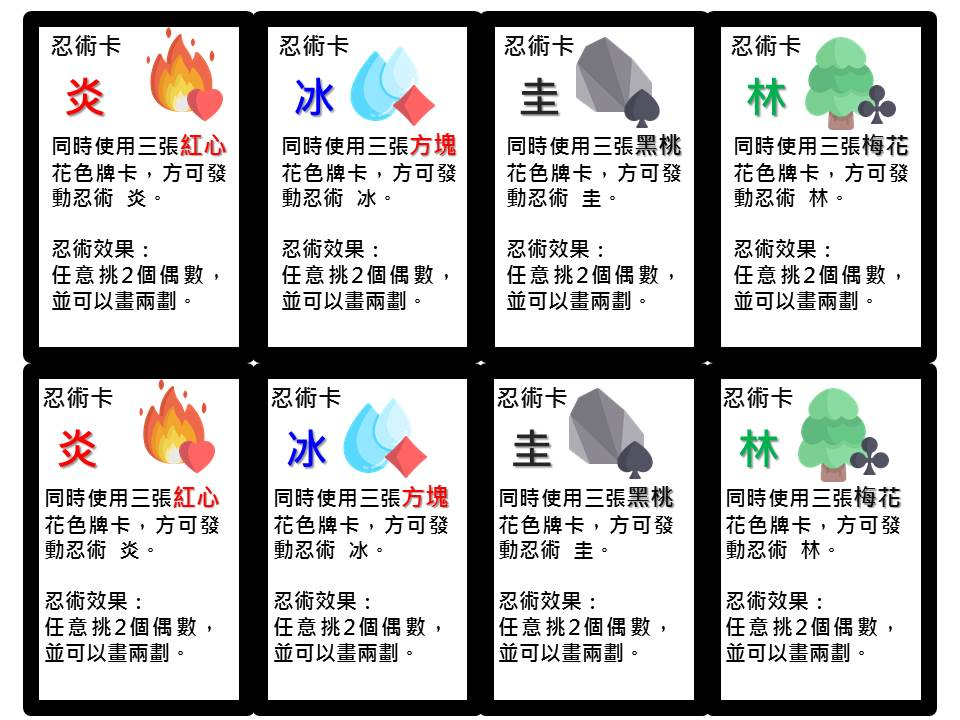 忍術卡
炎
同時使用三張紅心
花色牌卡，方可發
動忍術 炎。
忍術效果：
任意挑2個偶數，
並可以畫兩劃。
忍術卡
冰
同時使用三張方塊
花色牌卡，方可發
動忍術 冰。
忍術效果：
任意挑2個偶數，
並可以畫兩劃。
忍術卡
圭
同時使用三張黑桃
花色牌卡，方可發
動忍術 圭。
忍術效果：
任意挑2個偶數，
並可以畫兩劃。
忍術卡
林
同時使用三張梅花
花色牌卡，方可發
動忍術 林。
忍術效果：
任意挑2個偶數，
並可以畫兩劃。
忍術卡
炎
同時使用三張紅心
花色牌卡，方可發
動忍術 炎。
忍術效果：
任意挑2個偶數，
並可以畫兩劃。
忍術卡
冰
同時使用三張方塊
花色牌卡，方可發
動忍術 冰。
忍術效果：
任意挑2個偶數，
並可以畫兩劃。
忍術卡
圭
同時使用三張黑桃
花色牌卡，方可發
動忍術 圭。
忍術效果：
任意挑2個偶數，
並可以畫兩劃。
忍術卡
林
同時使用三張梅花
花色牌卡，方可發
動忍術 林。
忍術效果：
任意挑2個偶數，
並可以畫兩劃。